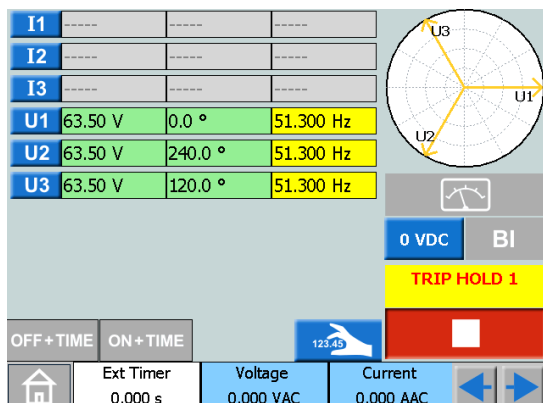 I1 ----- ----- -----
I2 ----- ----- -----
I3 ----- ----- -----
U1 63.50 V 0.0 ° 51.300 Hz
U2 63.50 V 240.0 ° 51.300 Hz
U3 63.50 V 120.0 ° 51.300 Hz
U3
U1
U2
0 VDC BI
TRIP HOLD 1
OFF+TIME ON+TIME 123.45
Ext Timer Voltage Current
0.000 s 0.000 VAC 0.000 AAC